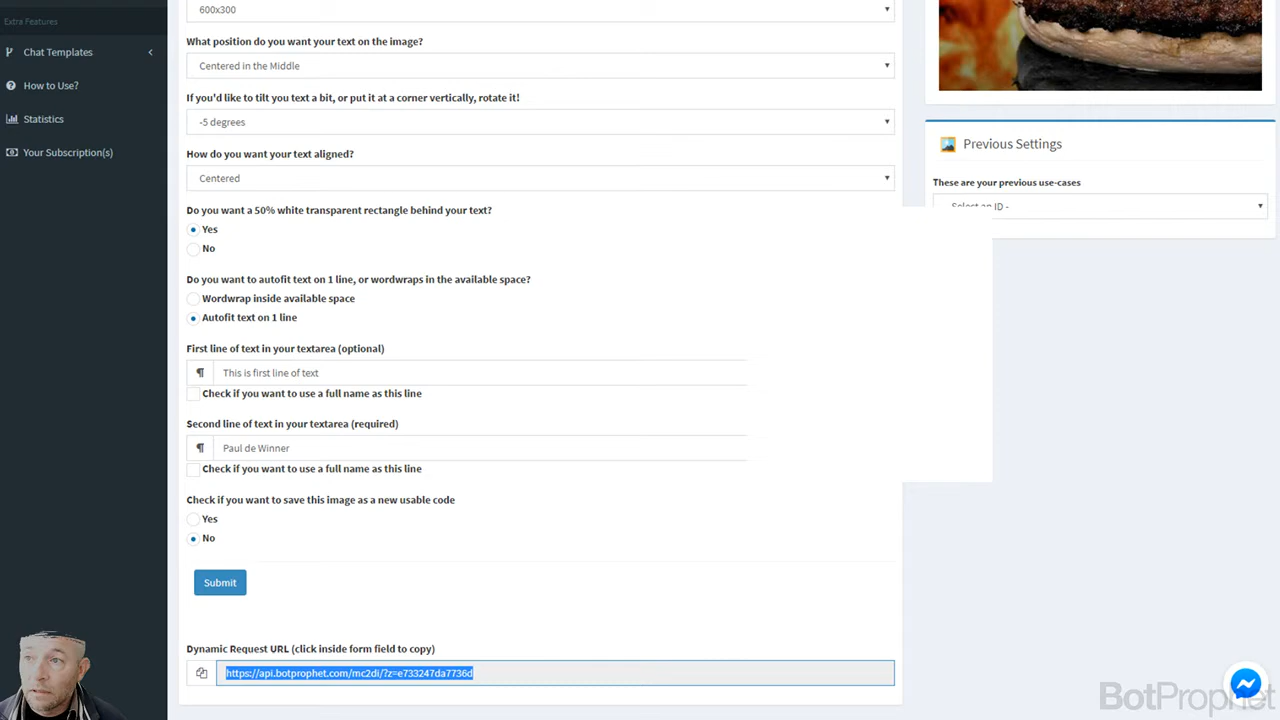 Extra Features
Chat Templates
How to Use?
Statistics
Your Subscription(s)
600x300
What position do you want your text on the image?
Centered in the Middle
If you'd like to tilt you text a bit, or put it at a corner vertically, rotate it!
-5 degrees
How do you want your text aligned?
Centered
Do you want a 50% white transparent rectangle behind your text?
Yes
No
Do you want to autofit text on 1 line, or wordwraps in the available space?
Wordwrap inside available space
Autofit text on 1 line
First line of text in your textarea (optional)
This is first line of text
Check if you want to use a full name as this line
Second line of text in your textarea (required)
Paul de Winner
Check if you want to use a full name as this line
Check if you want to save this image as a new usable code
Yes
No
Submit
Dynamic Request URL (click inside form field to copy)
https://api.botprophet.com/mc2di/?z=e733247da7736d
Previous Settings
These are your previous use-cases
Select an ID -
BotProphet